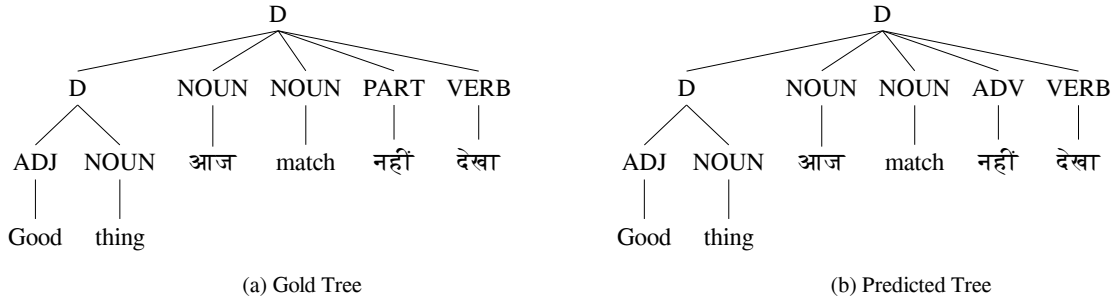 D D
D NOUN NOUN PART VERB D NOUN NOUN ADV VERB
ADJ NOUN आज match नहीं देखा ADJ NOUN आज match नहीं देखा
Good thing Good thing
(a) Gold Tree (b) Predicted Tree